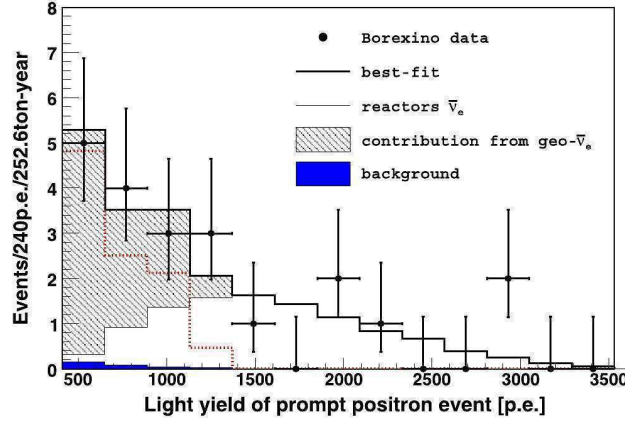 Events/240p.e./252.6ton-year
8
7
6
5
4
3
2
1
0
Borexino data
best-fit
reactors ν̅e
contribution from geo-ν̅e
background
500 1000 1500 2000 2500 3000 3500
Light yield of prompt positron event [p.e.]